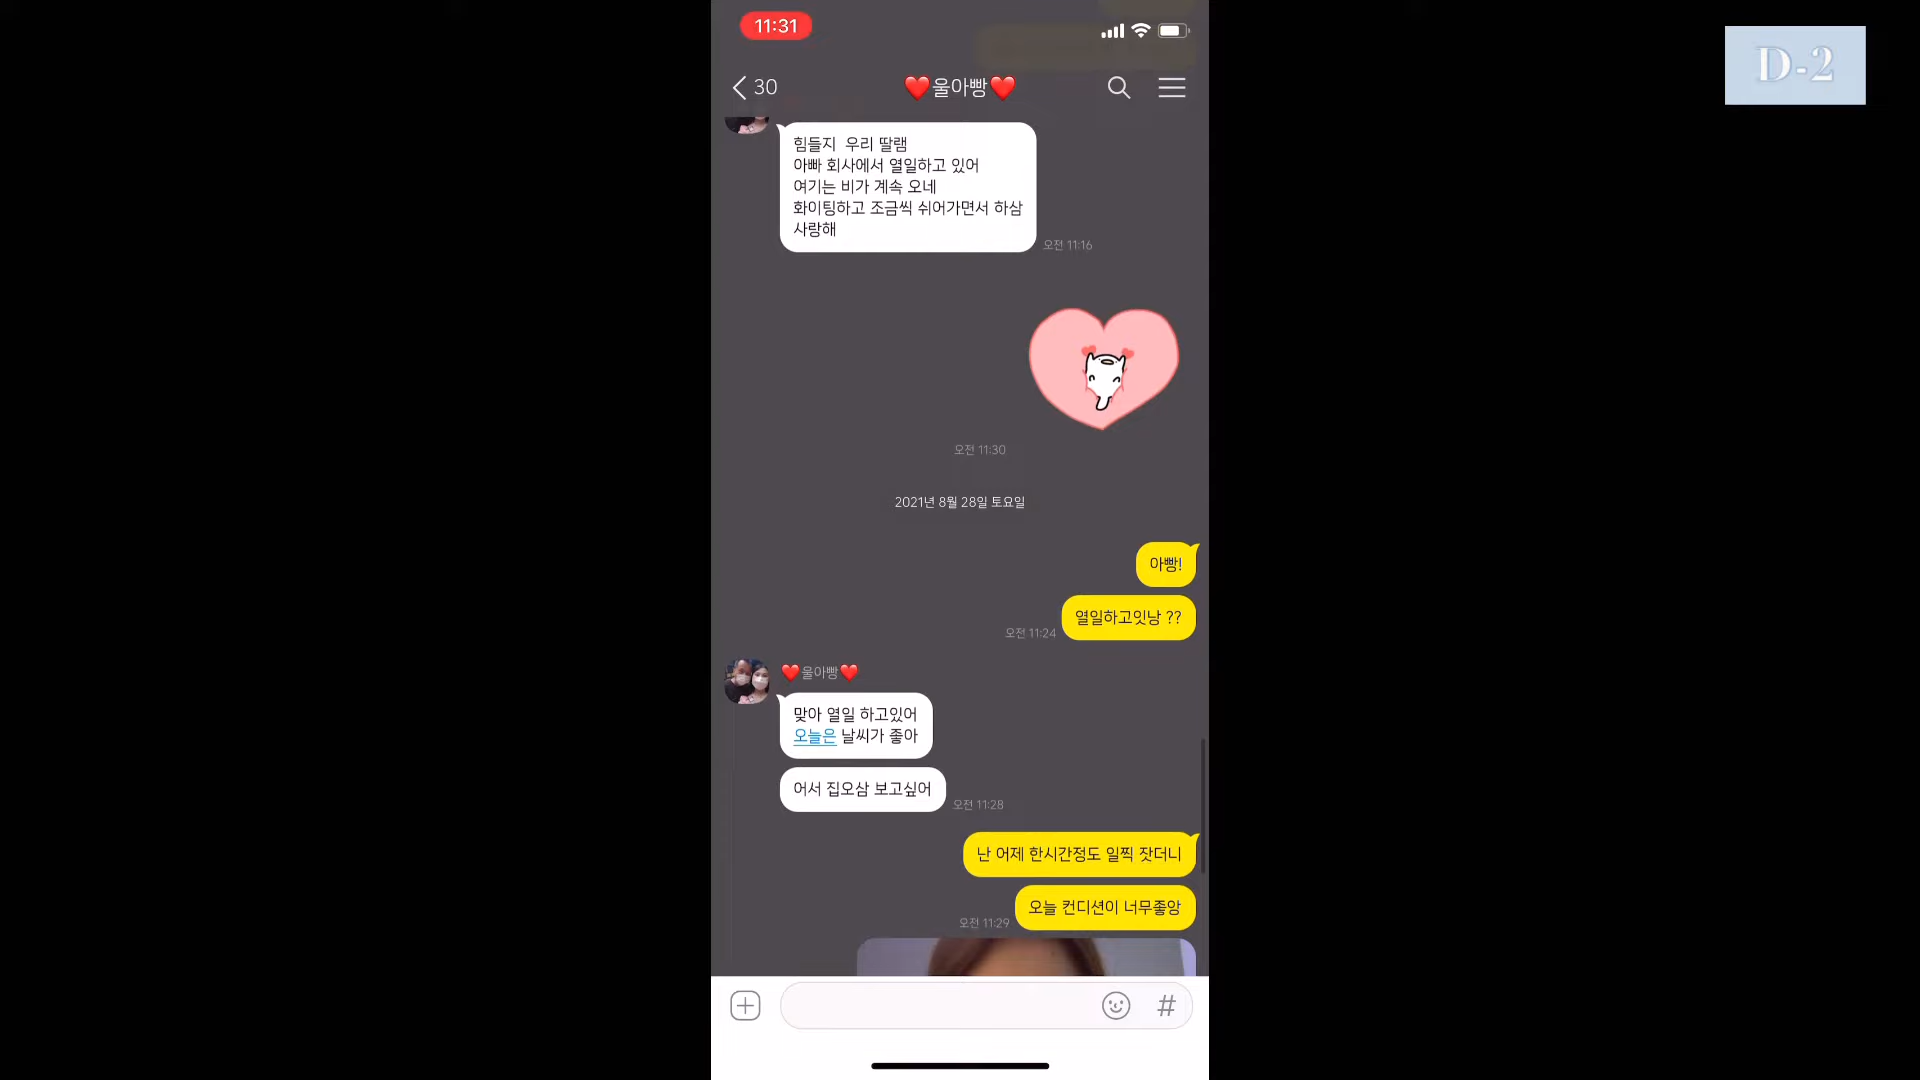 11:31
D-2
30
❤️울아빵❤️
힘들지  우리 딸램
아빠 회사에서 열일하고 있어
여기는 비가 계속 오네
화이팅하고 조금씩 쉬어가면서 하삼
사랑해
오전 11:16
오전 11:30
2021년 8월 28일 토요일
아빵!
열일하고잇낭 ??
오전 11:24
❤️울아빵❤️
맞아 열일 하고있어
오늘은 날씨가 좋아
어서 집오삼 보고싶어
오전 11:28
난 어제 한시간정도 일찍 잣더니
오늘 컨디션이 너무좋앙
오전 11:29
#